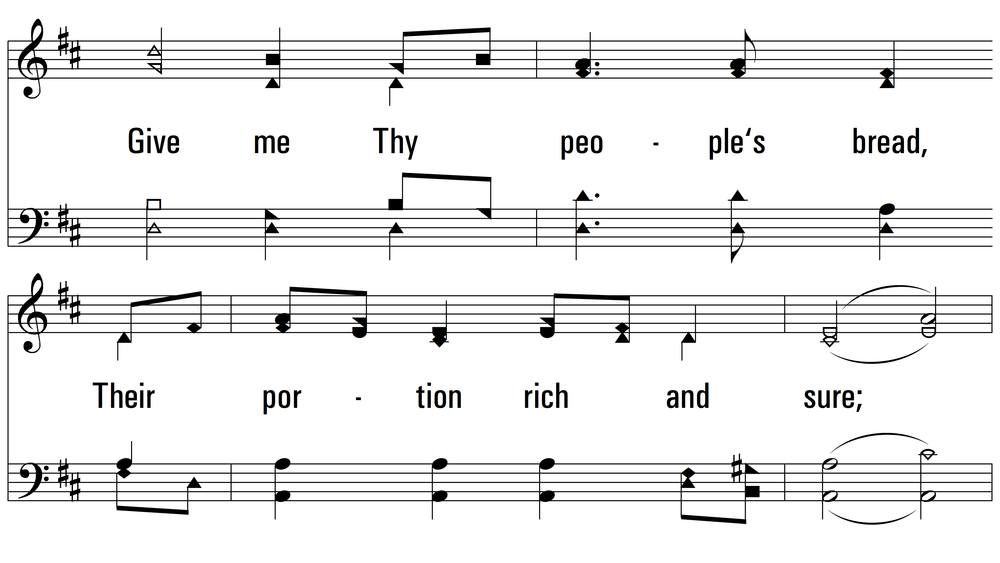 Give me Thy peo - ple‘s bread,
Their por - tion rich and sure;